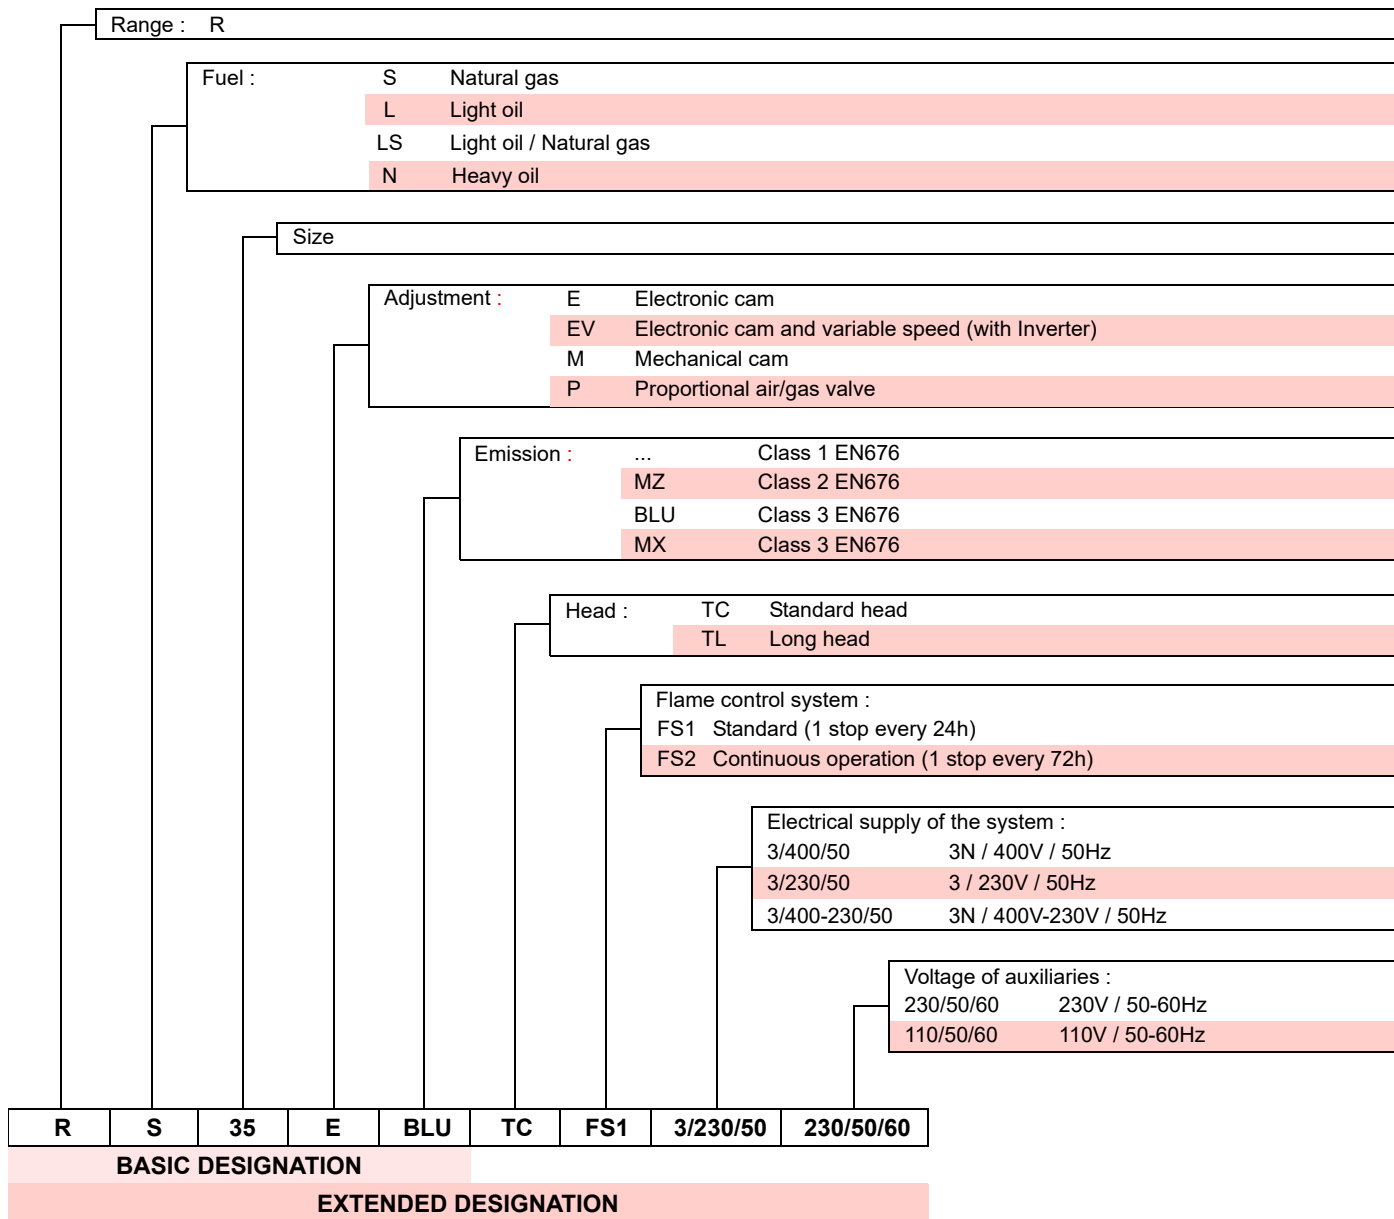 Range : R
Fuel : S Natural gas
L Light oil
LS Light oil / Natural gas
N Heavy oil
Size
Adjustment : E Electronic cam
EV Electronic cam and variable speed (with Inverter)
M Mechanical cam
P Proportional air/gas valve
Emission : ... Class 1 EN676
MZ Class 2 EN676
BLU Class 3 EN676
MX Class 3 EN676
Head : TC Standard head
TL Long head
Flame control system :
FS1 Standard (1 stop every 24h)
FS2 Continuous operation (1 stop every 72h)
Electrical supply of the system :
3/400/50 3N / 400V / 50Hz
3/230/50 3 / 230V / 50Hz
3/400-230/50 3N / 400V-230V / 50Hz
Voltage of auxiliaries :
230/50/60 230V / 50-60Hz
110/50/60 110V / 50-60Hz
R S 35 E BLU TC FS1 3/230/50 230/50/60
BASIC DESIGNATION
EXTENDED DESIGNATION